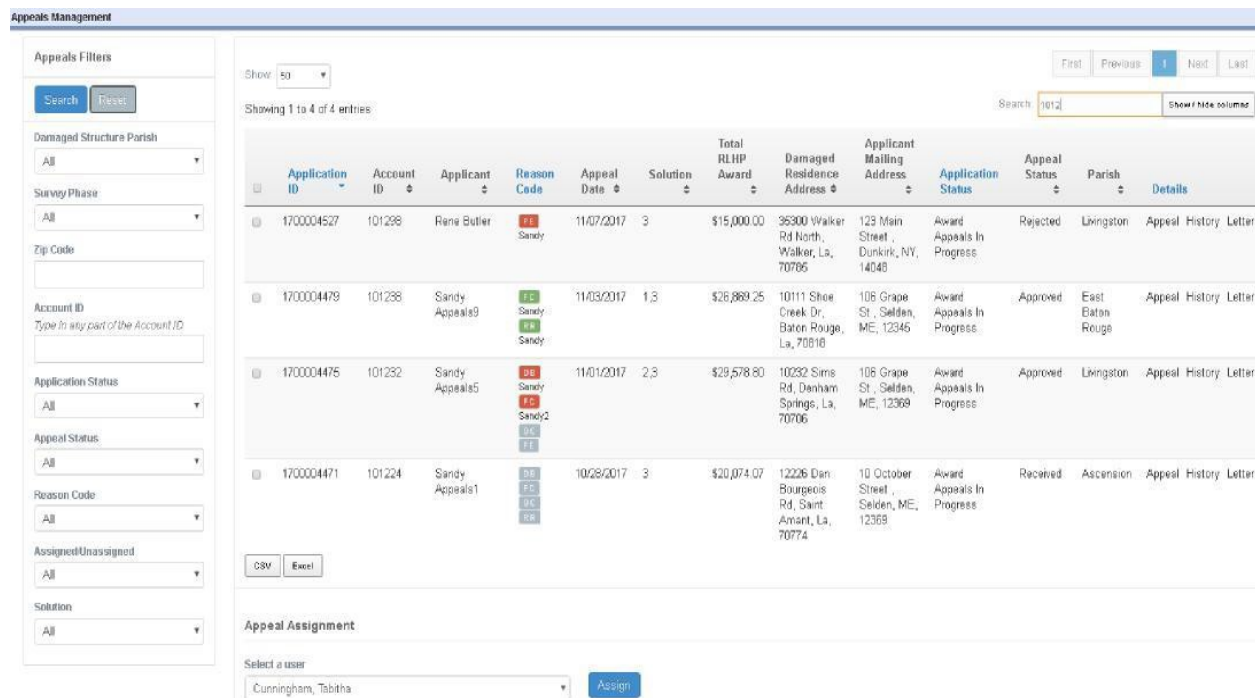 Appeals Management
Appeals Filters
Search Reset
Damaged Structure Parish
All
Survey Phase
All
Zip Code
Account ID
Type in any part of the Account ID
Application Status
All
Appeal Status
All
Reason Code
All
Assigned/Unassigned
All
Solution
All
Show 50
First Previous 1 Next Last
Showing 1 to 4 of 4 entries
Search: 1012
Show / hide columns
Application ID Account ID Applicant Reason Code Appeal Date Solution Total RLHP Award Damaged Residence Address Applicant Mailing Address Application Status Appeal Status Parish Details
1700004527 101298 Rene Butler FE Sandy 11/07/2017 3 $15,000.00 35300 Walker Rd North, Walker, La, 70785 123 Main Street , Dunkirk, NY, 14048 Award Appeals In Progress Rejected Livingston Appeal History Letter
1700004479 101238 Sandy Appeals9 FC Sandy RR Sandy 11/03/2017 1,3 $26,869.25 10111 Shoe Creek Dr, Baton Rouge, La, 70818 106 Grape St , Selden, ME, 12345 Award Appeals In Progress Approved East Baton Rouge Appeal History Letter
1700004475 101232 Sandy Appeals5 DB Sandy FC Sandy2 FE 11/01/2017 2,3 $29,578.80 10232 Sims Rd, Denham Springs, La, 70706 106 Grape St , Selden, ME, 12369 Award Appeals In Progress Approved Livingston Appeal History Letter
1700004471 101224 Sandy Appeals1 DB FC RR 10/28/2017 3 $20,074.07 12226 Dan Bourgeois Rd, Saint Amant, La, 70774 10 October Street , Selden, ME, 12369 Award Appeals In Progress Received Ascension Appeal History Letter
CSV Excel
Appeal Assignment
Select a user
Cunningham, Tabitha
Assign